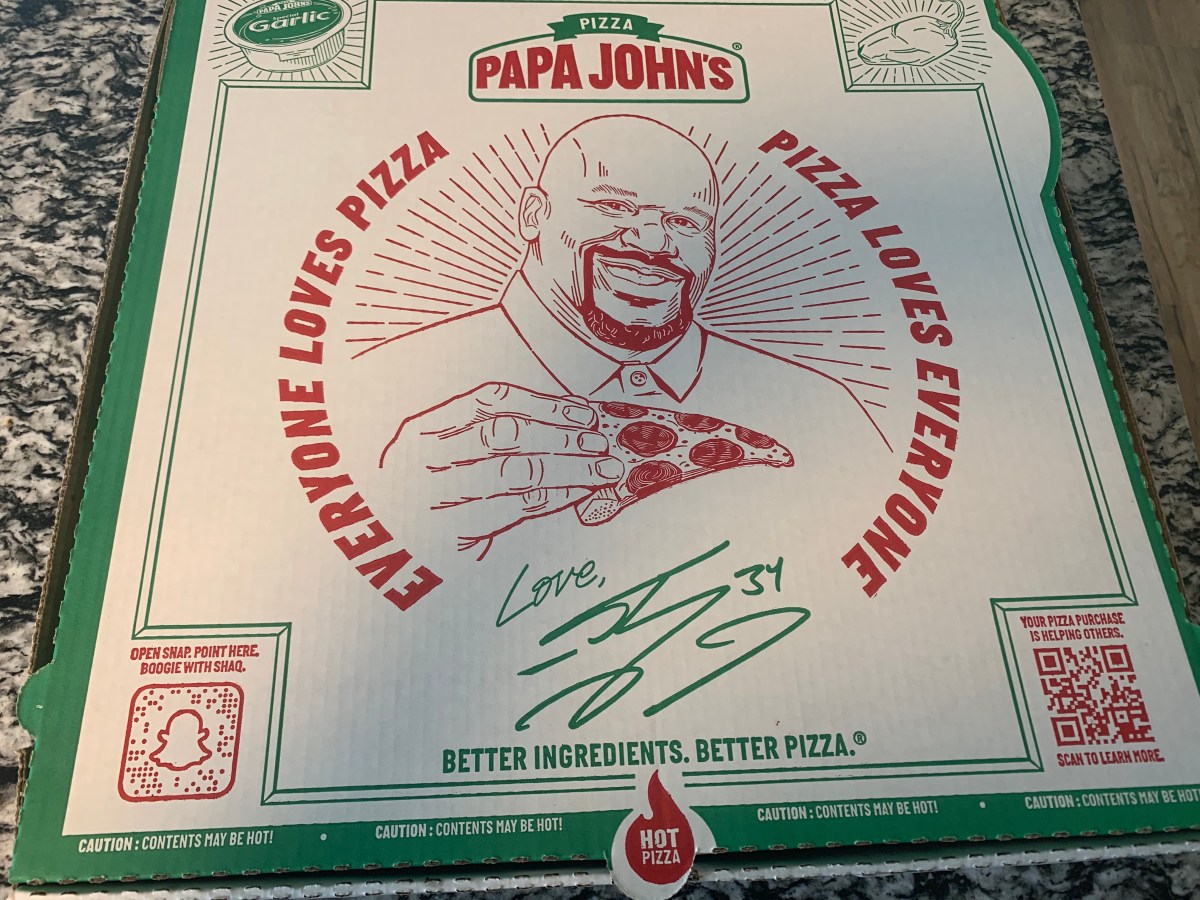 PAPA JOHNS
Special
Garlic
PIZZA
PAPA JOHN'S®
EVERYONE LOVES PIZZA
PIZZA LOVES EVERYONE
Love,
34
OPEN SNAP. POINT HERE.
BOOGIE WITH SHAQ.
YOUR PIZZA PURCHASE
IS HELPING OTHERS.
SCAN TO LEARN MORE.
BETTER INGREDIENTS. BETTER PIZZA.®
CAUTION : CONTENTS MAY BE HOT! • CAUTION : CONTENTS MAY BE HOT!
CAUTION : CONTENTS MAY BE HOT! • CAUTION : CONTENTS MAY BE HOT
HOT
PIZZA